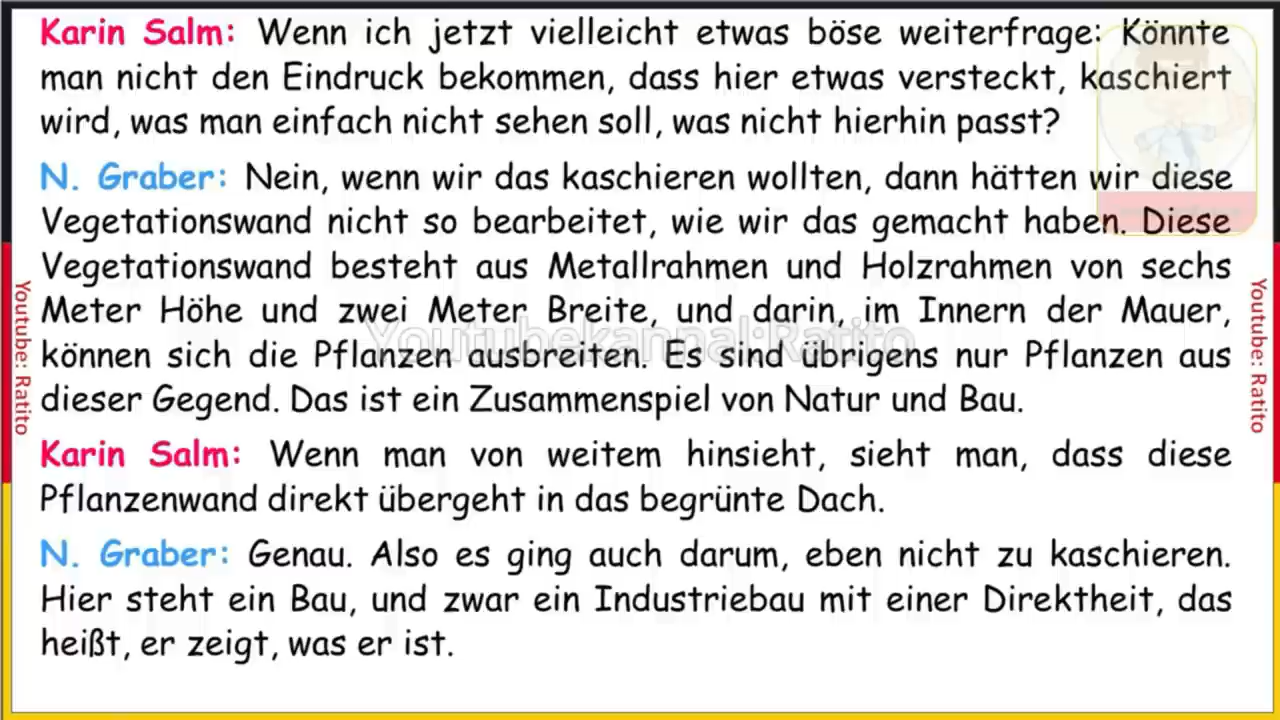 Karin Salm: Wenn ich jetzt vielleicht etwas böse weiterfrage: Könnte
man nicht den Eindruck bekommen, dass hier etwas versteckt, kaschiert
wird, was man einfach nicht sehen soll, was nicht hierhin passt?
N. Graber: Nein, wenn wir das kaschieren wollten, dann hätten wir diese
Vegetationswand nicht so bearbeitet, wie wir das gemacht haben. Diese
Vegetationswand besteht aus Metallrahmen und Holzrahmen von sechs
Meter Höhe und zwei Meter Breite, und darin, im Innern der Mauer,
können sich die Pflanzen ausbreiten. Es sind übrigens nur Pflanzen aus
dieser Gegend. Das ist ein Zusammenspiel von Natur und Bau.
Karin Salm: Wenn man von weitem hinsieht, sieht man, dass diese
Pflanzenwand direkt übergeht in das begrünte Dach.
N. Graber: Genau. Also es ging auch darum, eben nicht zu kaschieren.
Hier steht ein Bau, und zwar ein Industriebau mit einer Direktheit, das
heißt, er zeigt, was er ist.
Youtube: Ratito
Youtubekannal:Ratito
Youtube: Ratito